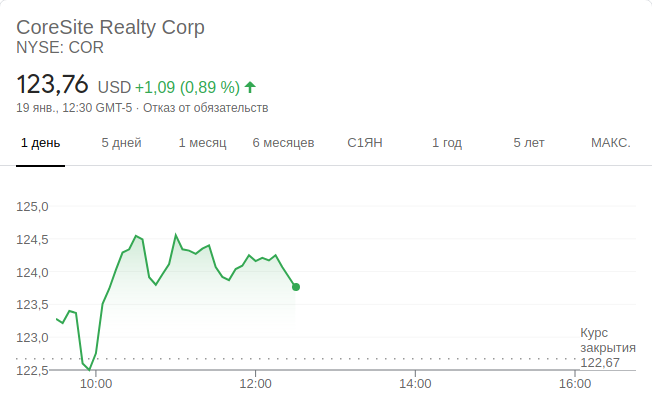 CoreSite Realty Corp
NYSE: COR
123,76 USD +1,09 (0,89 %)
19 янв., 12:30 GMT-5 · Отказ от обязательств
1 день 5 дней 1 месяц 6 месяцев С1ЯН 1 год 5 лет МАКС.
125,0
124,5
124,0
123,5
123,0
Курс
закрытия
122,67
122,5
10:00 12:00 14:00 16:00